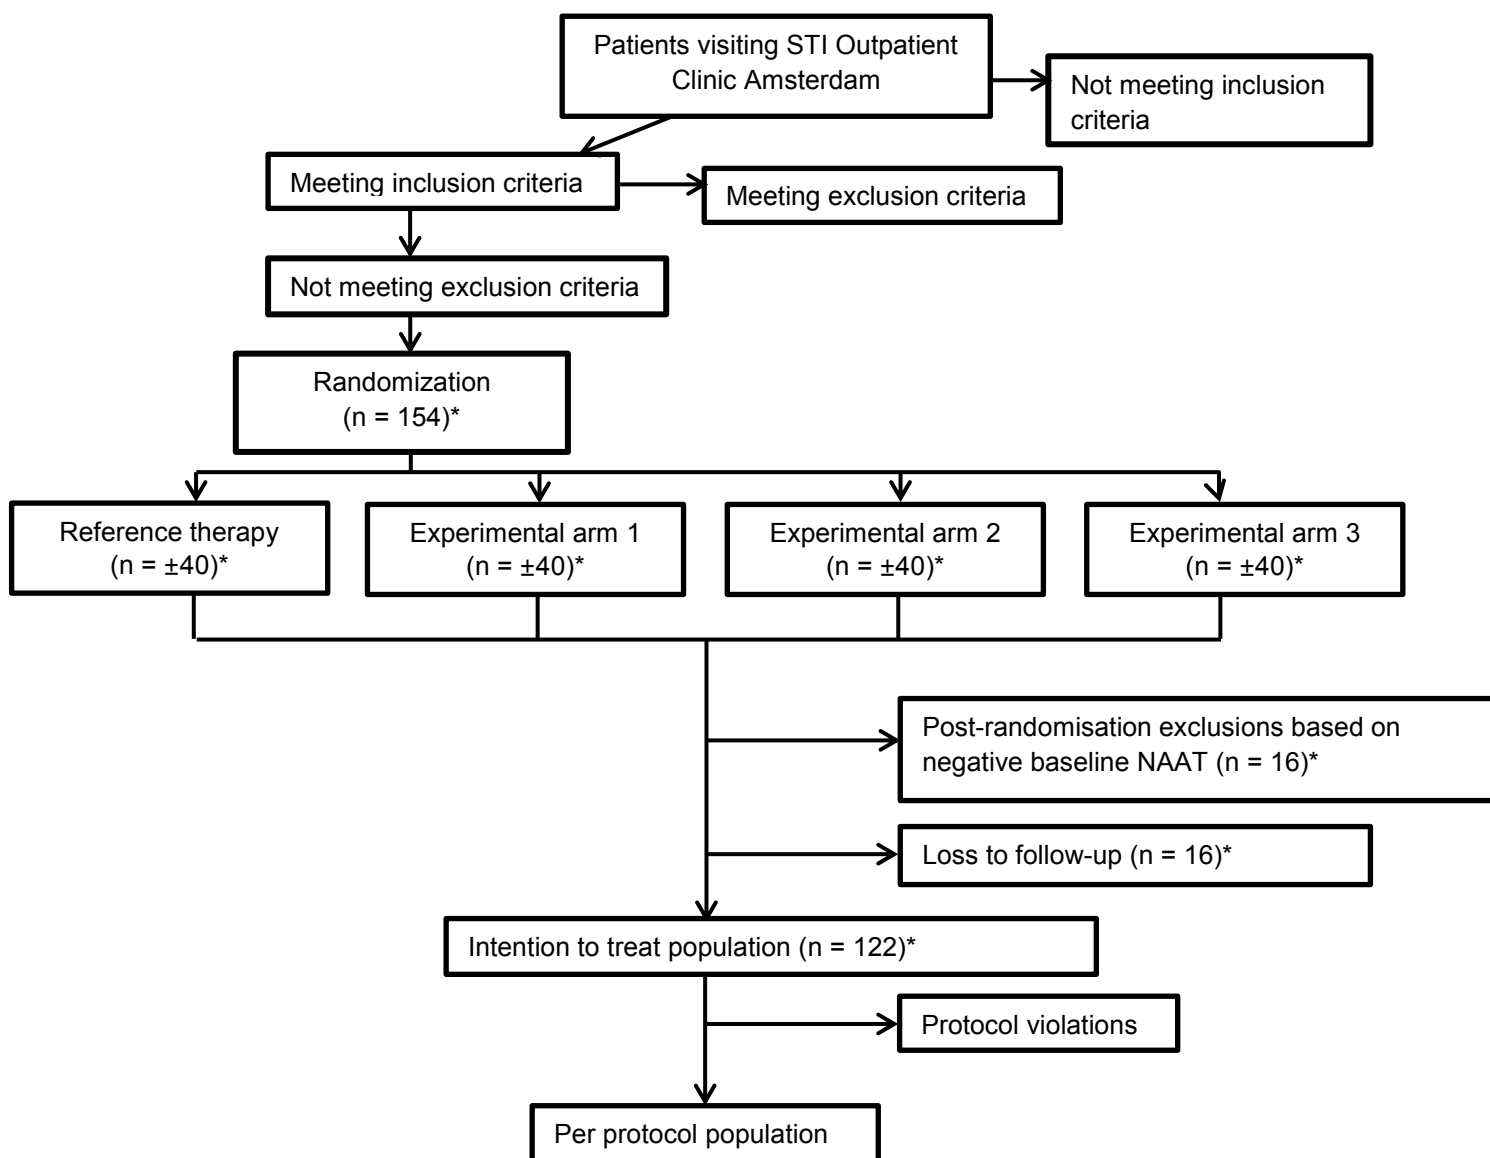 Patients visiting STI Outpatient
Clinic Amsterdam
Not meeting inclusion
criteria
Meeting inclusion criteria
Meeting exclusion criteria
Not meeting exclusion criteria
Randomization
(n = 154)*
Reference therapy
(n = ±40)*
Experimental arm 1
(n = ±40)*
Experimental arm 2
(n = ±40)*
Experimental arm 3
(n = ±40)*
Post-randomisation exclusions based on
negative baseline NAAT (n = 16)*
Loss to follow-up (n = 16)*
Intention to treat population (n = 122)*
Protocol violations
Per protocol population